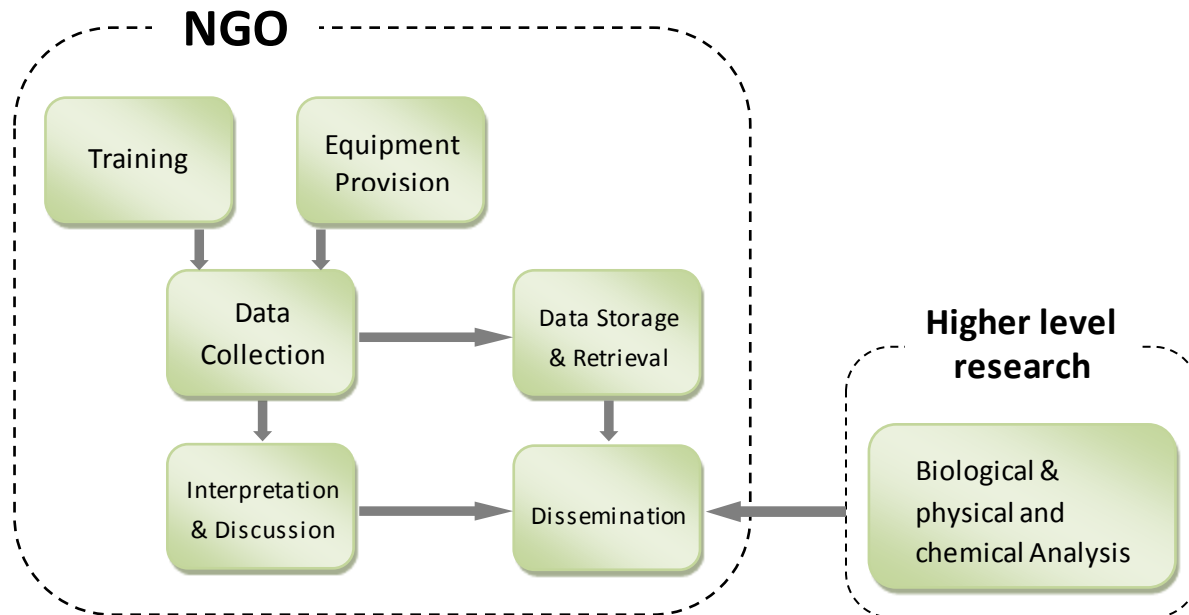 NGO
Training
Equipment
Provision
Data
Collection
Data Storage
& Retrieval
Interpretation
& Discussion
Dissemination
Higher level
research
Biological &
physical and
chemical Analysis